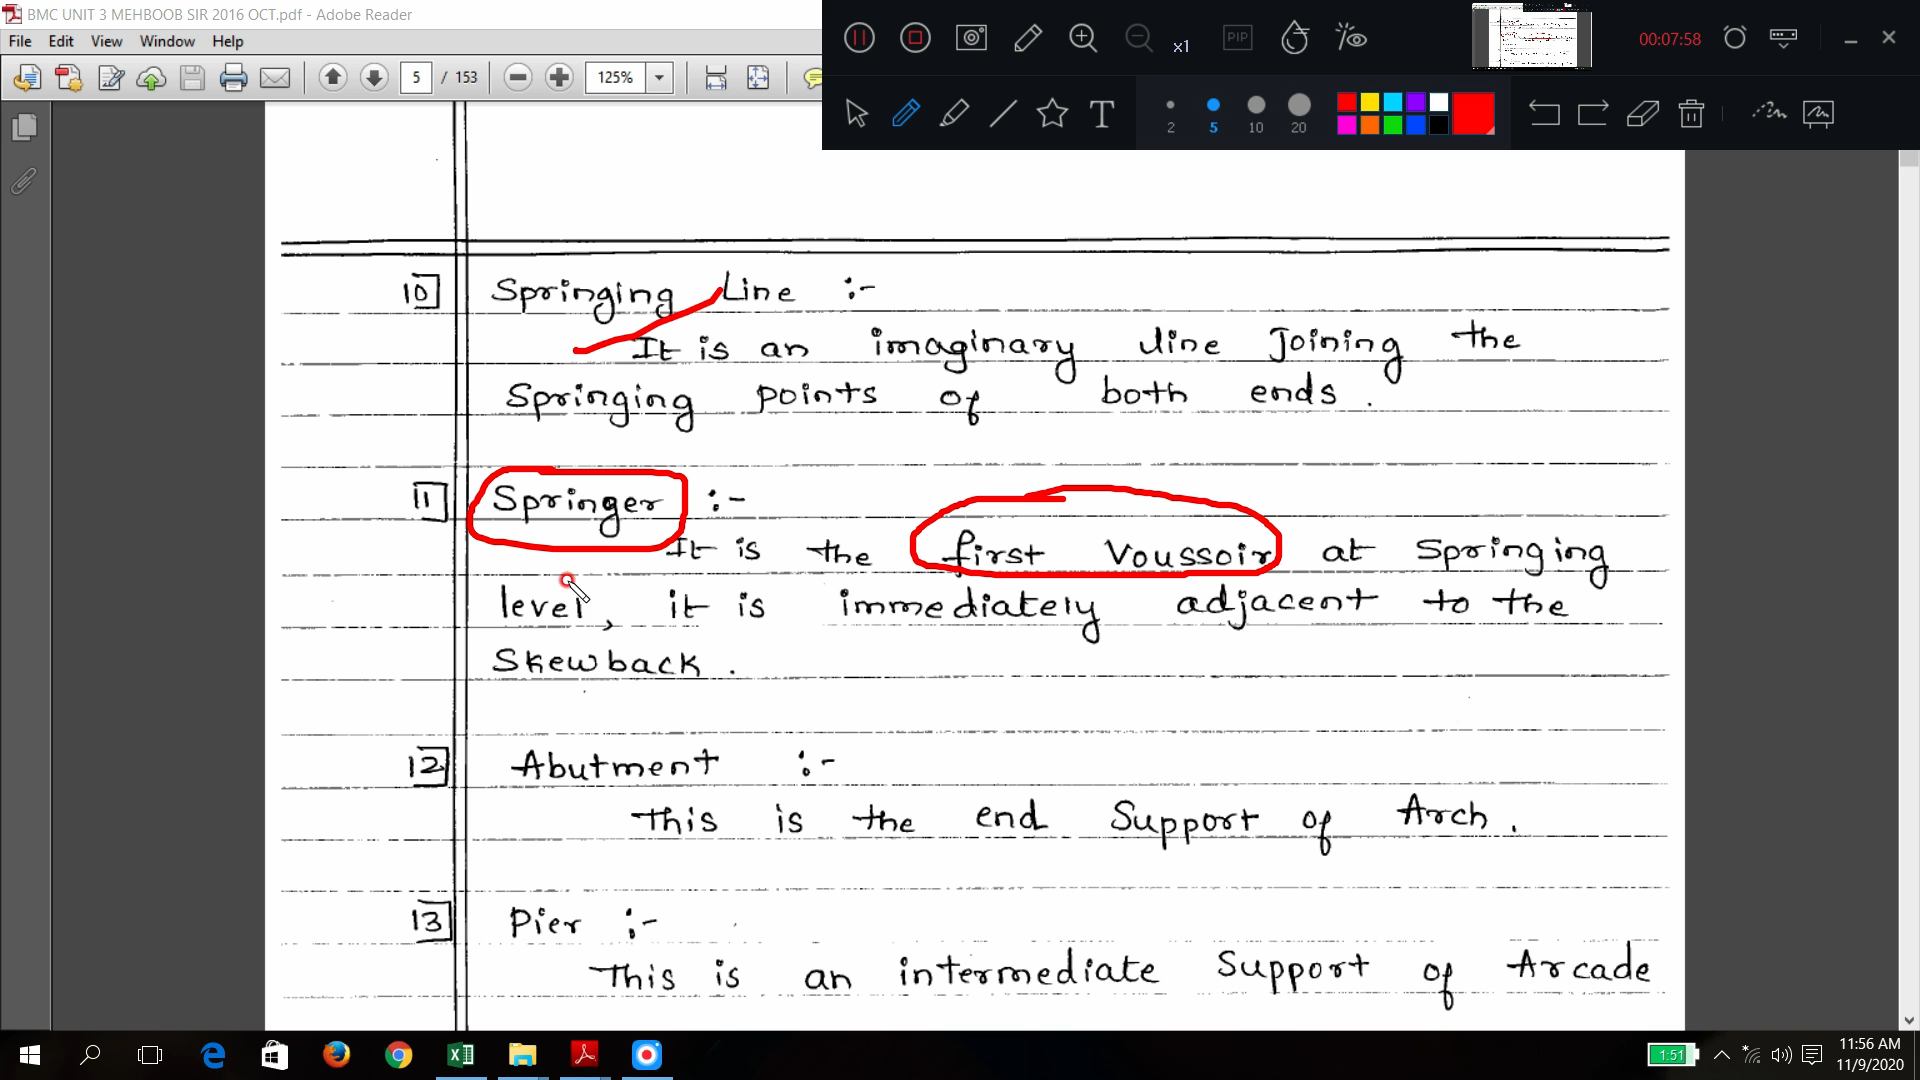 BMC UNIT 3 MEHBOOB SIR 2016 OCT.pdf - Adobe Reader
File Edit View Window Help
5 / 153 125%
x1 PIP 00:07:58
2 5 10 20
10 Springing Line :-
It is an imaginary line Joining the
Springing points of both ends .
11 Springer :-
It is the first Voussoir at Springing
level, it is immediately adjacent to the
Skewback .
12 Abutment :-
This is the end Support of Arch .
13 Pier :-
This is an intermediate Support of Arcade
1:51 11:56 AM
11/9/2020